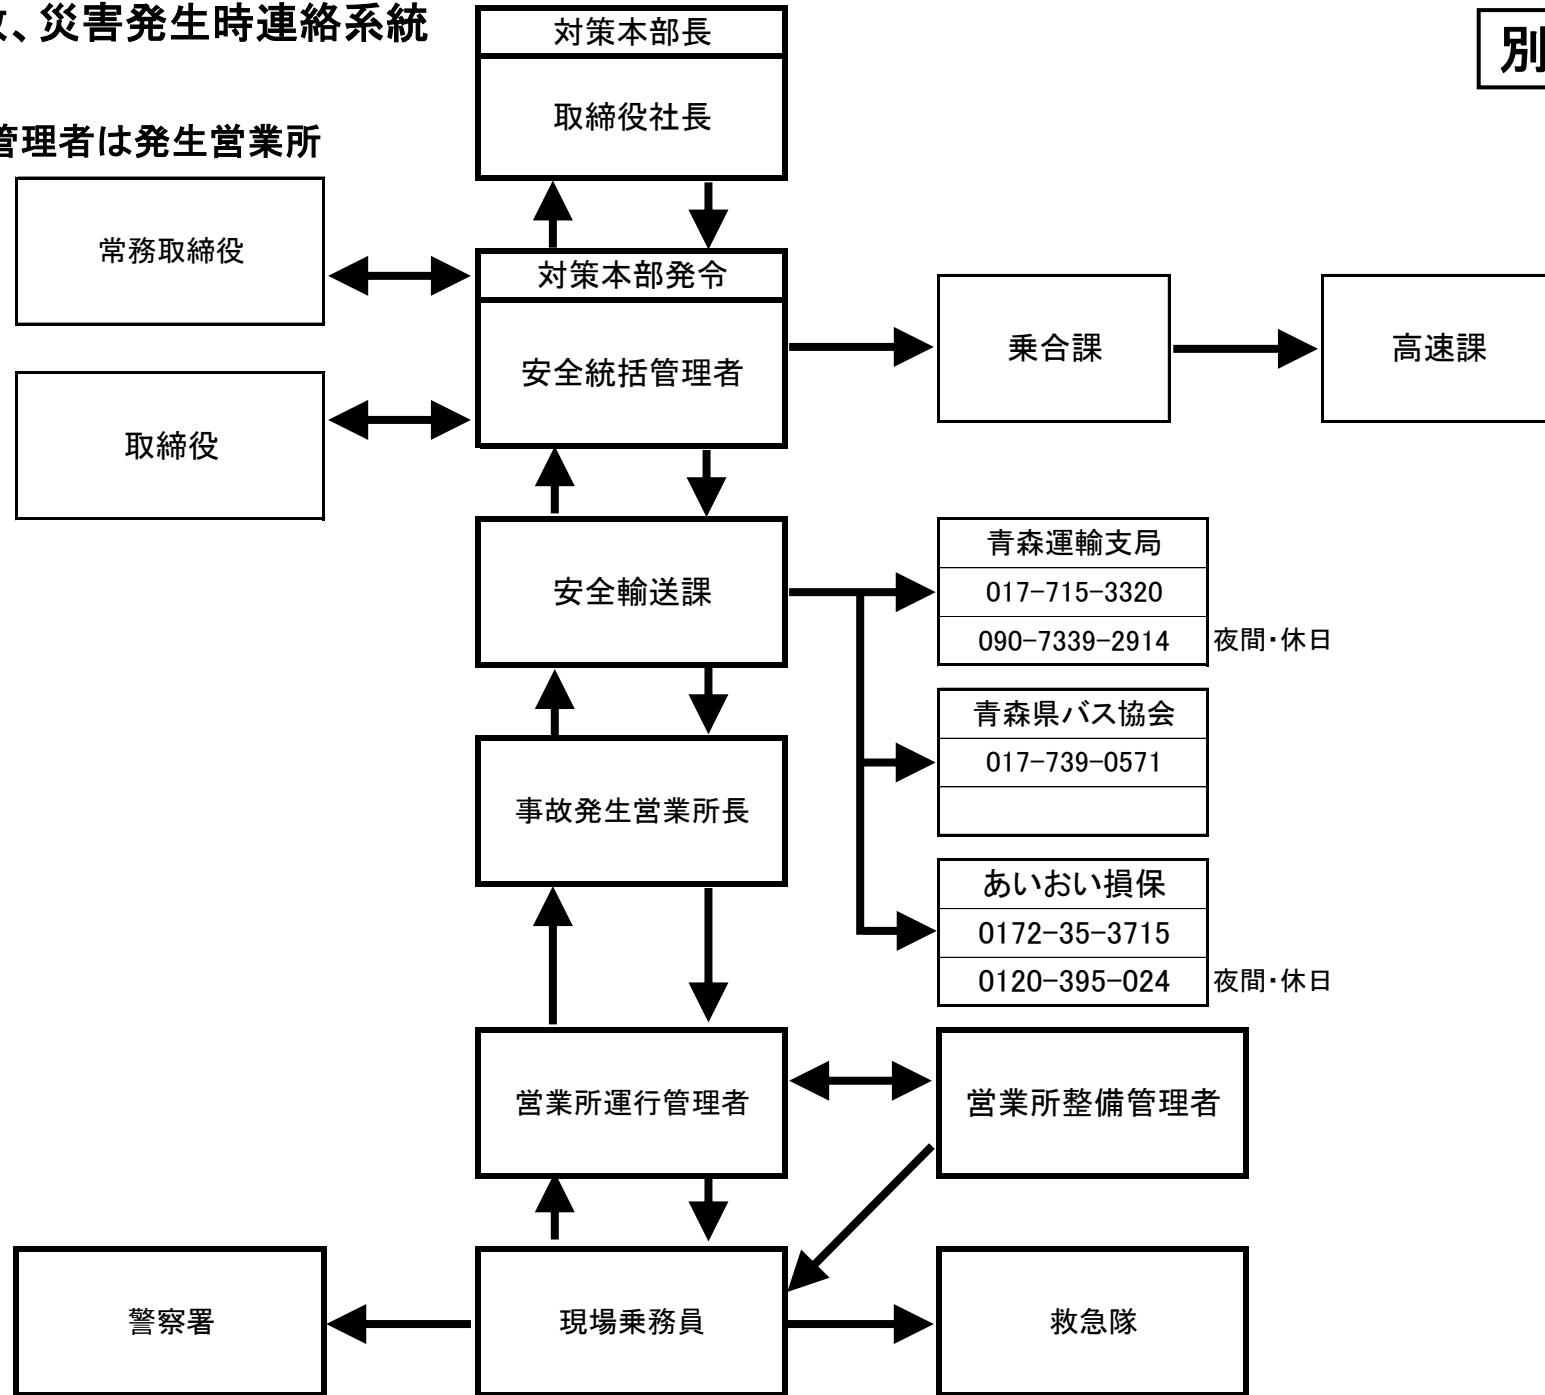 、災害発生時連絡系統
別
管理者は発生営業所
対策本部長
取締役社長
常務取締役
対策本部発令
安全統括管理者
乗合課
高速課
取締役
安全輸送課
青森運輸支局
017-715-3320
090-7339-2914 夜間・休日
青森県バス協会
017-739-0571
事故発生営業所長
あいおい損保
0172-35-3715
0120-395-024 夜間・休日
営業所運行管理者
営業所整備管理者
警察署
現場乗務員
救急隊